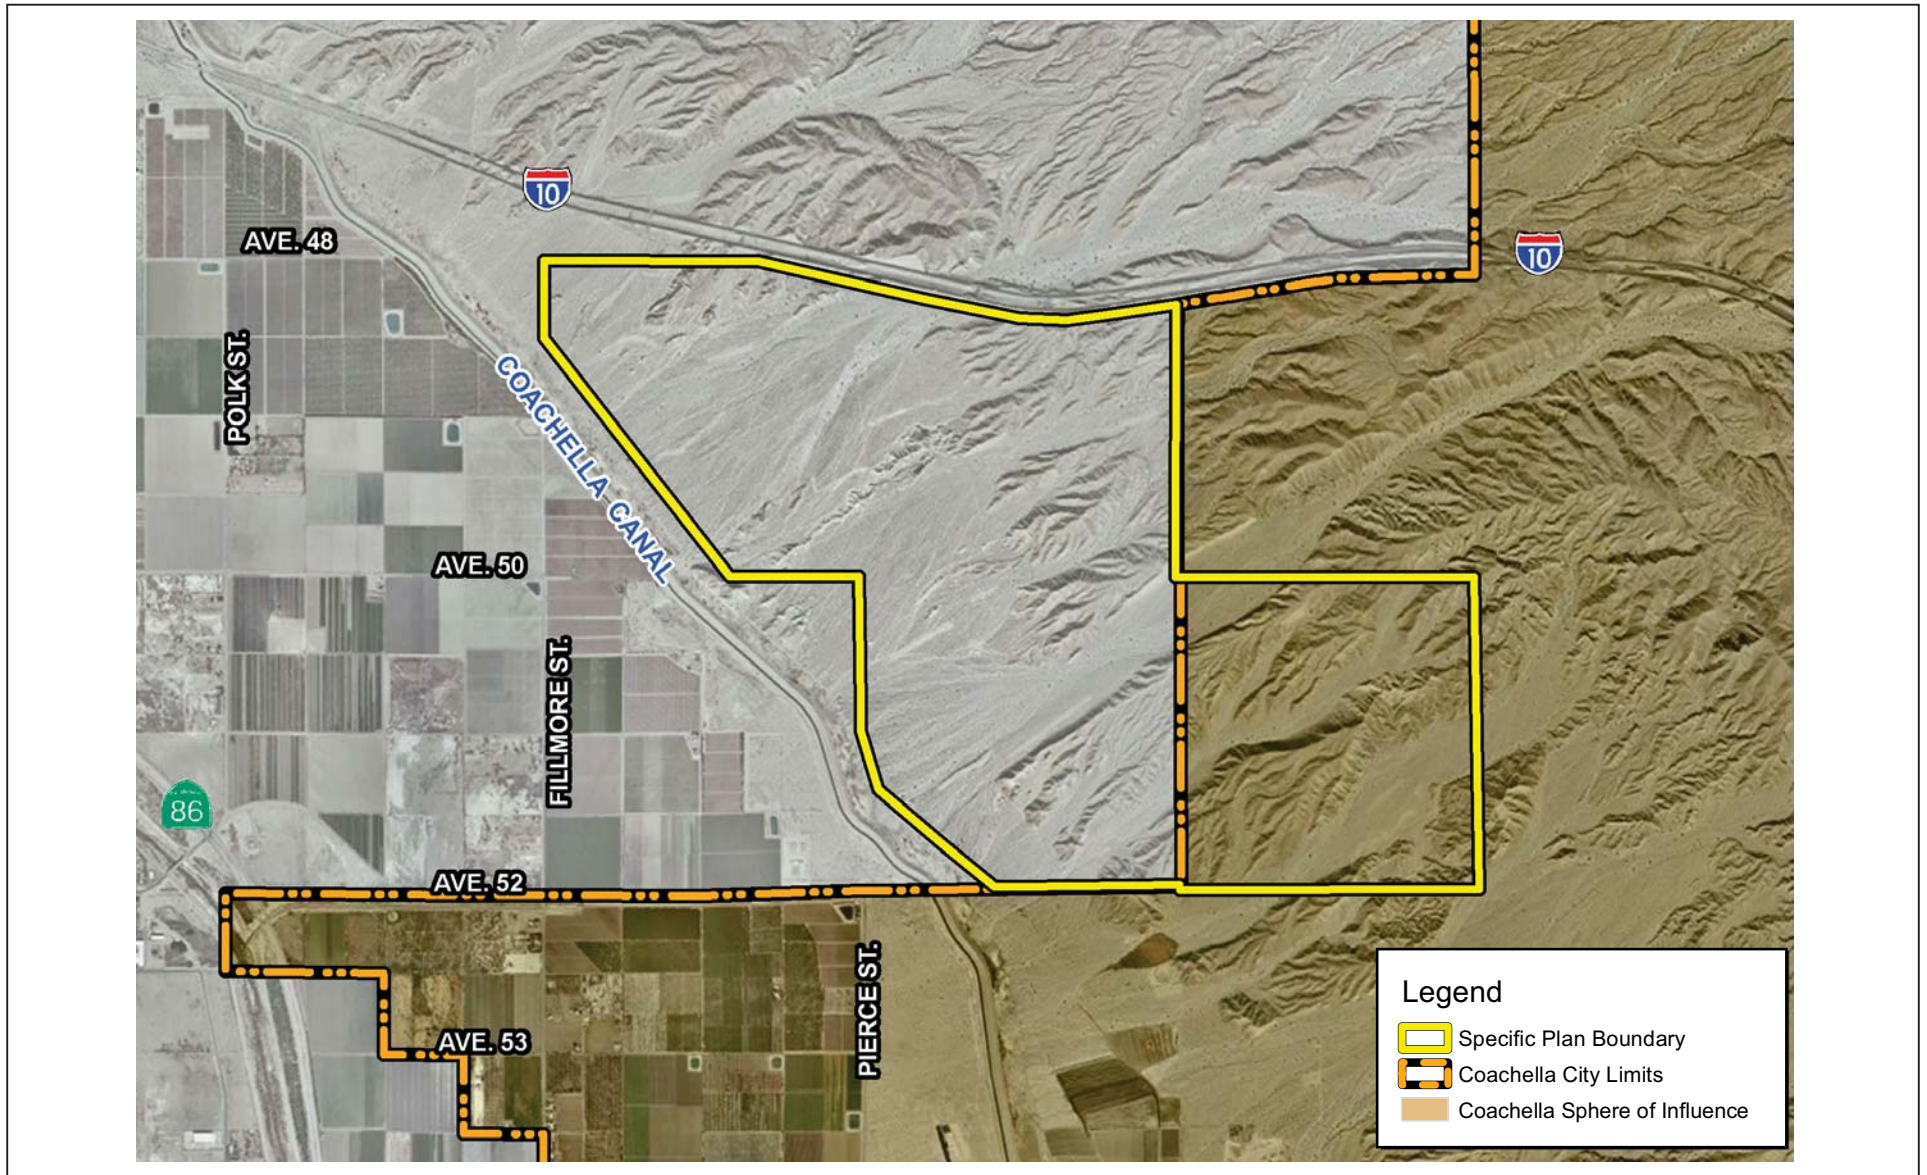 10
AVE. 48
10
POLK ST.
COACHELLA CANAL
AVE. 50
FILLMORE ST.
86
AVE. 52
PIERCE ST.
AVE. 53
Legend
Specific Plan Boundary
Coachella City Limits
Coachella Sphere of Influence